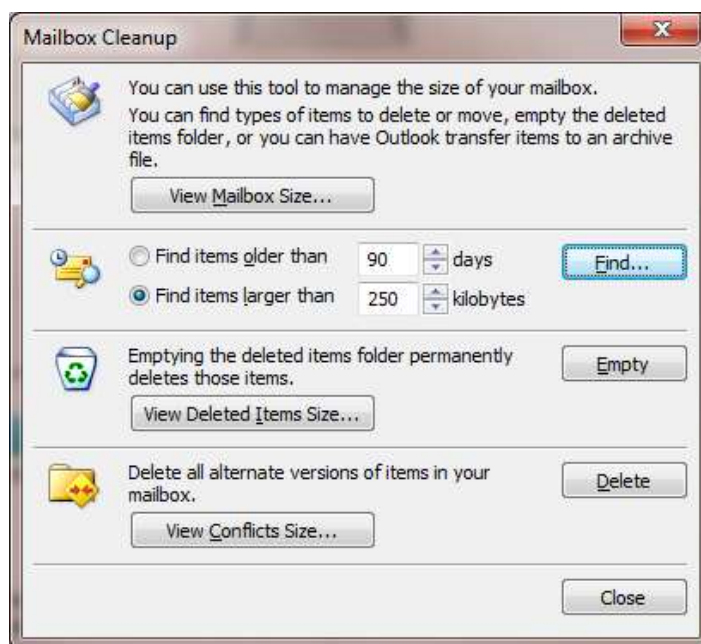 Mailbox Cleanup
You can use this tool to manage the size of your mailbox.
You can find types of items to delete or move, empty the deleted
items folder, or you can have Outlook transfer items to an archive
file.
View Mailbox Size...
Find items older than 90 days
Find...
Find items larger than 250 kilobytes
Emptying the deleted items folder permanently
deletes those items.
Empty
View Deleted Items Size...
Delete all alternate versions of items in your
mailbox.
Delete
View Conflicts Size...
Close